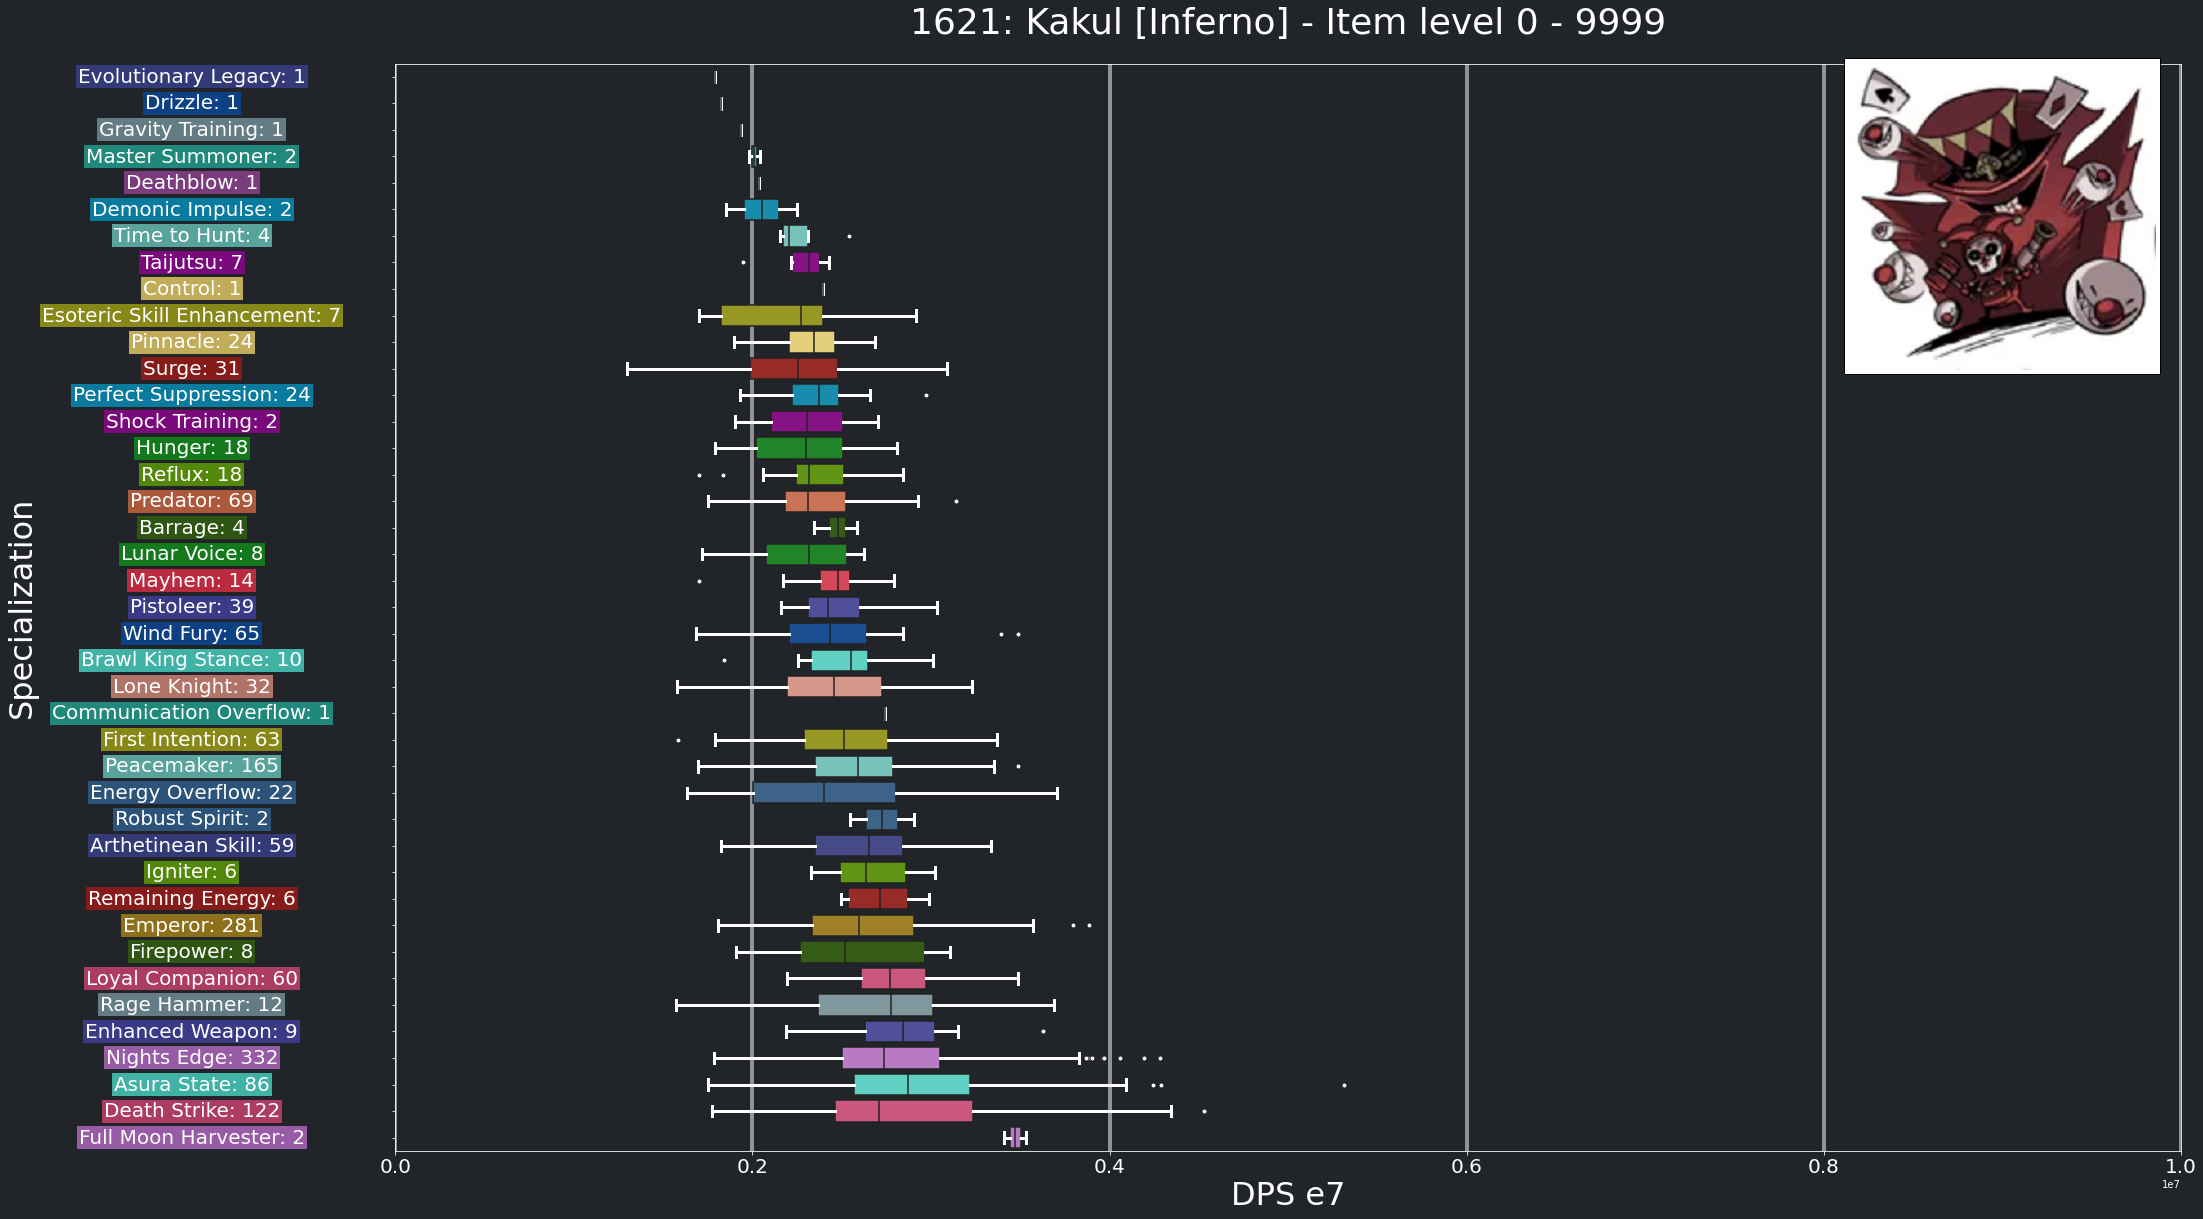 1621: Kakul [Inferno] - Item level 0 - 9999
Specialization
Evolutionary Legacy: 1
Drizzle: 1
Gravity Training: 1
Master Summoner: 2
Deathblow: 1
Demonic Impulse: 2
Time to Hunt: 4
Taijutsu: 7
Control: 1
Esoteric Skill Enhancement: 7
Pinnacle: 24
Surge: 31
Perfect Suppression: 24
Shock Training: 2
Hunger: 18
Reflux: 18
Predator: 69
Barrage: 4
Lunar Voice: 8
Mayhem: 14
Pistoleer: 39
Wind Fury: 65
Brawl King Stance: 10
Lone Knight: 32
Communication Overflow: 1
First Intention: 63
Peacemaker: 165
Energy Overflow: 22
Robust Spirit: 2
Arthetinean Skill: 59
Igniter: 6
Remaining Energy: 6
Emperor: 281
Firepower: 8
Loyal Companion: 60
Rage Hammer: 12
Enhanced Weapon: 9
Nights Edge: 332
Asura State: 86
Death Strike: 122
Full Moon Harvester: 2
0.0 0.2 0.4 0.6 0.8 1.0
1e7
DPS e7